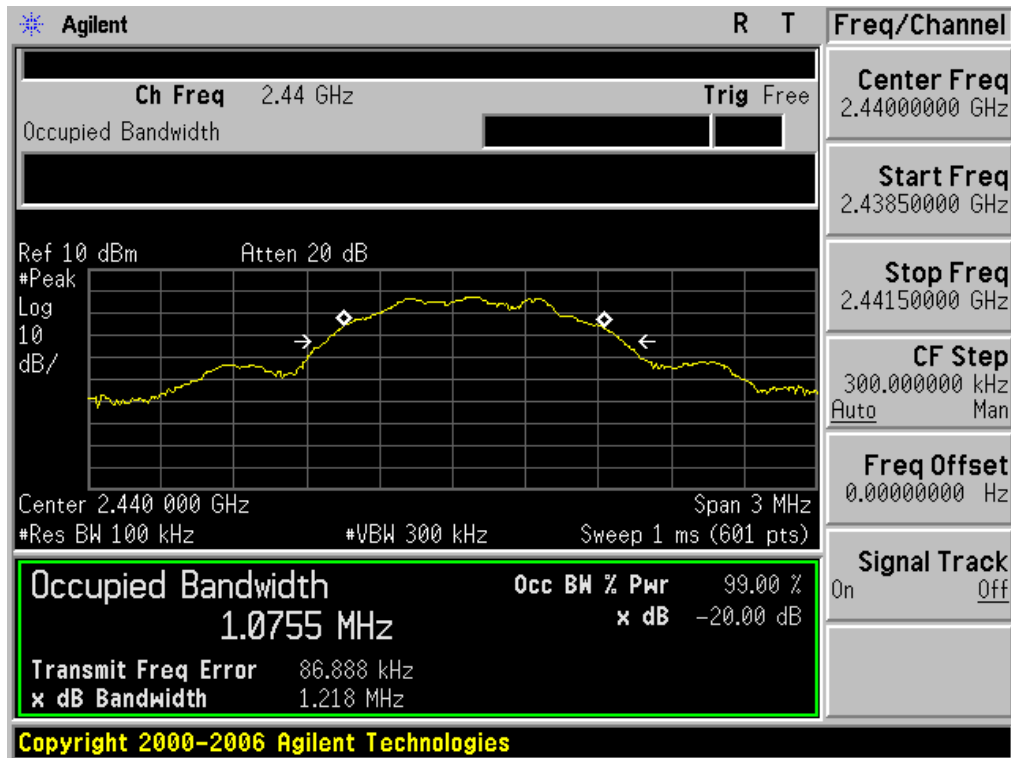 Agilent R T
Ch Freq 2.44 GHz Trig Free
Occupied Bandwidth
Ref 10 dBm Atten 20 dB
#Peak
Log
10
dB/
Center 2.440 000 GHz Span 3 MHz
#Res BW 100 kHz #VBW 300 kHz Sweep 1 ms (601 pts)
Occupied Bandwidth Occ BW % Pwr 99.00 %
1.0755 MHz x dB -20.00 dB
Transmit Freq Error 86.888 kHz
x dB Bandwidth 1.218 MHz
Copyright 2000-2006 Agilent Technologies
Freq/Channel
Center Freq
2.44000000 GHz
Start Freq
2.43850000 GHz
Stop Freq
2.44150000 GHz
CF Step
300.000000 kHz
Auto Man
Freq Offset
0.00000000 Hz
Signal Track
On Off